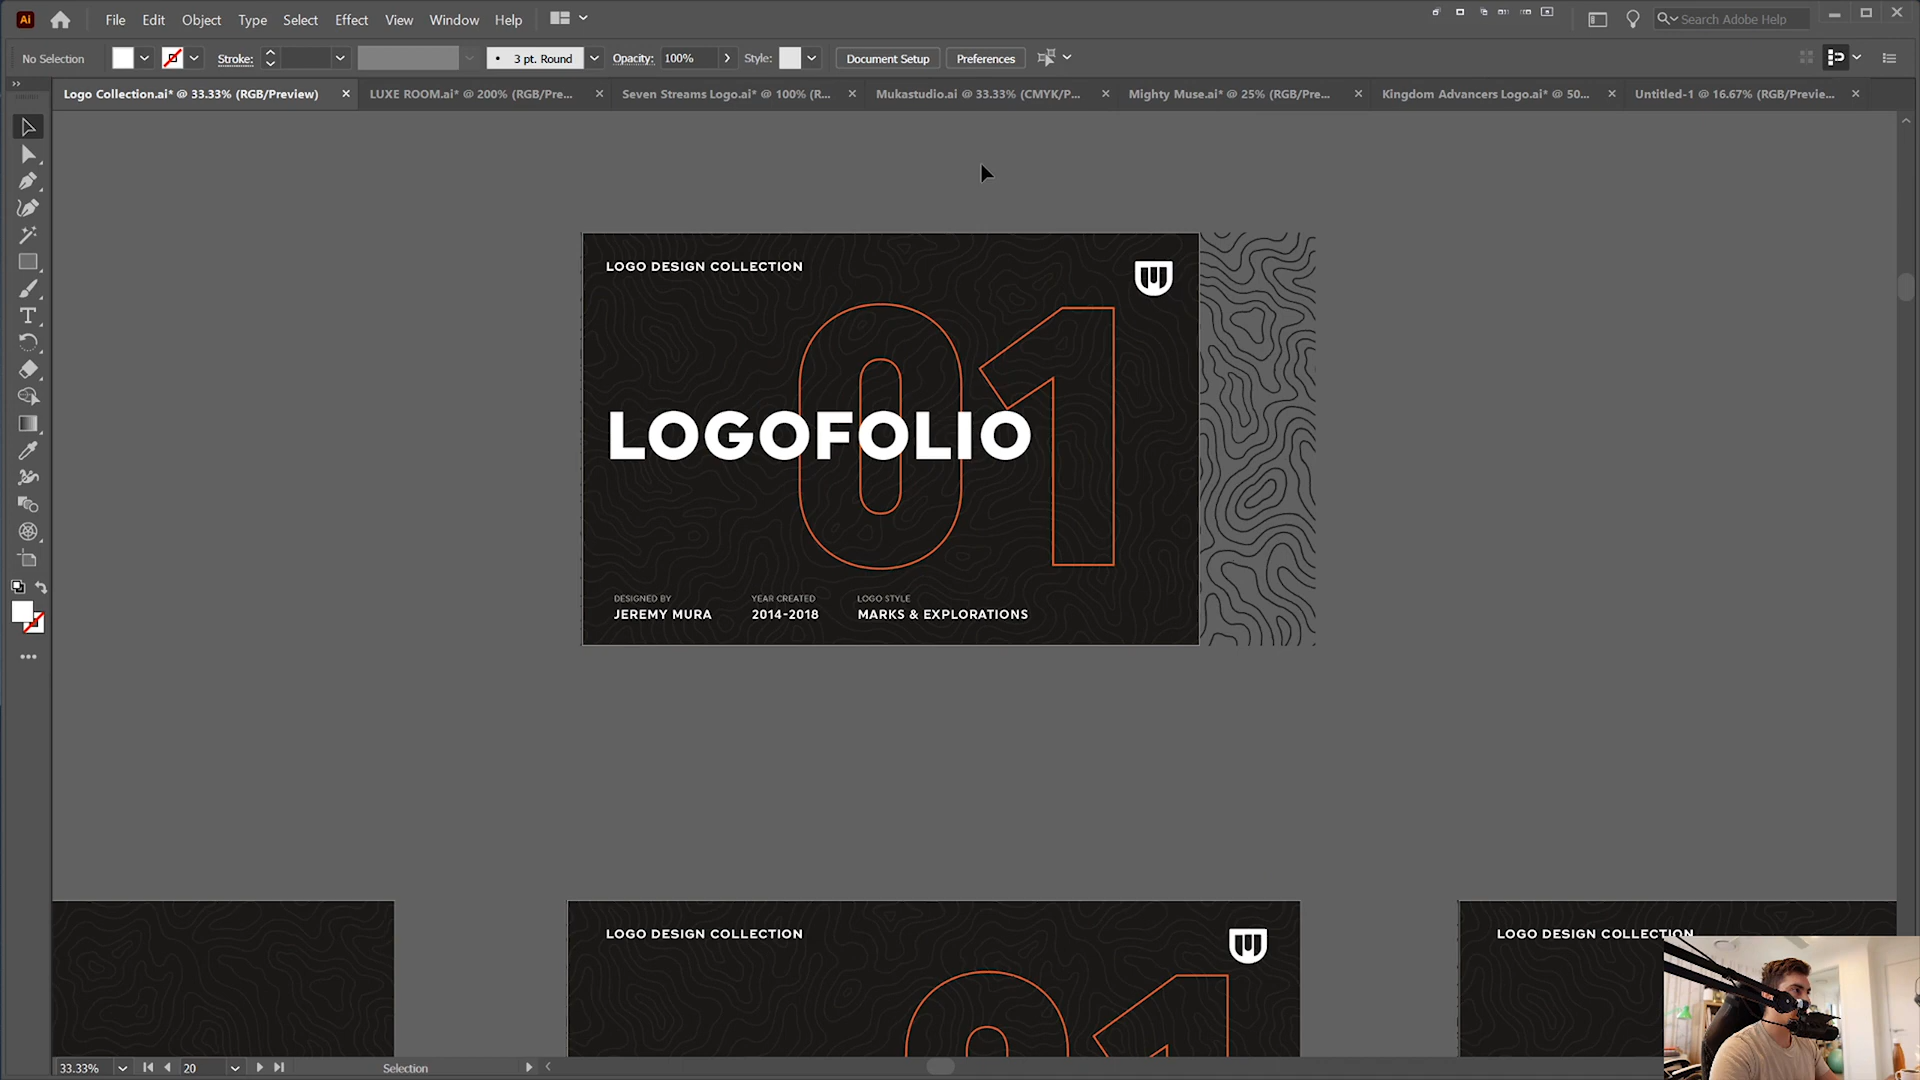 Ai File Edit Object Type Select Effect View Window Help Search Adobe Help
No Selection Stroke: 3 pt. Round Opacity: 100% Style: Document Setup Preferences
Logo Collection.ai* @ 33.33% (RGB/Preview) LUXE ROOM.ai* @ 200% (RGB/Pre... Seven Streams Logo.ai* @ 100% (R... Mukastudio.ai @ 33.33% (CMYK/P... Mighty Muse.ai* @ 25% (RGB/Pre... Kingdom Advancers Logo.ai* @ 50... Untitled-1 @ 16.67% (RGB/Previe...
LOGO DESIGN COLLECTION
01
LOGOFOLIO
DESIGNED BY YEAR CREATED LOGO STYLE
JEREMY MURA 2014-2018 MARKS & EXPLORATIONS
LOGO DESIGN COLLECTION LOGO DESIGN COLLECTION
01
33.33% 20 Selection